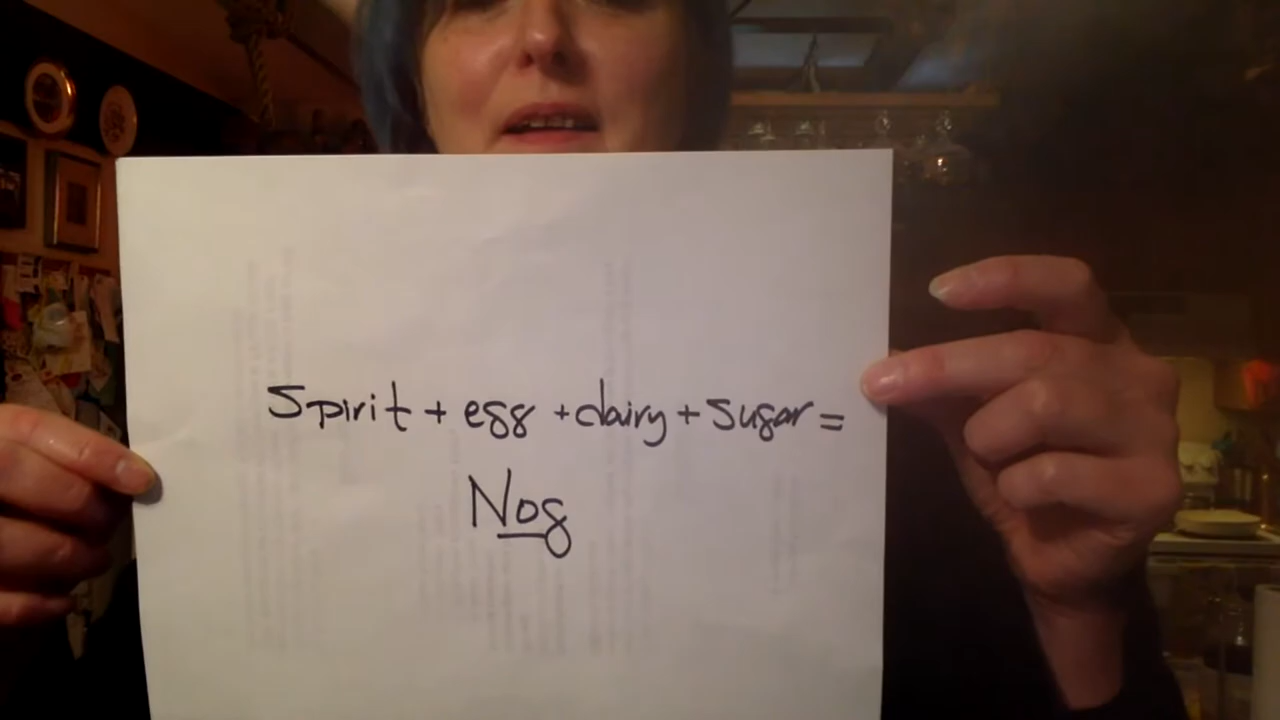 Spirit + egg + dairy + Sugar =
Nog